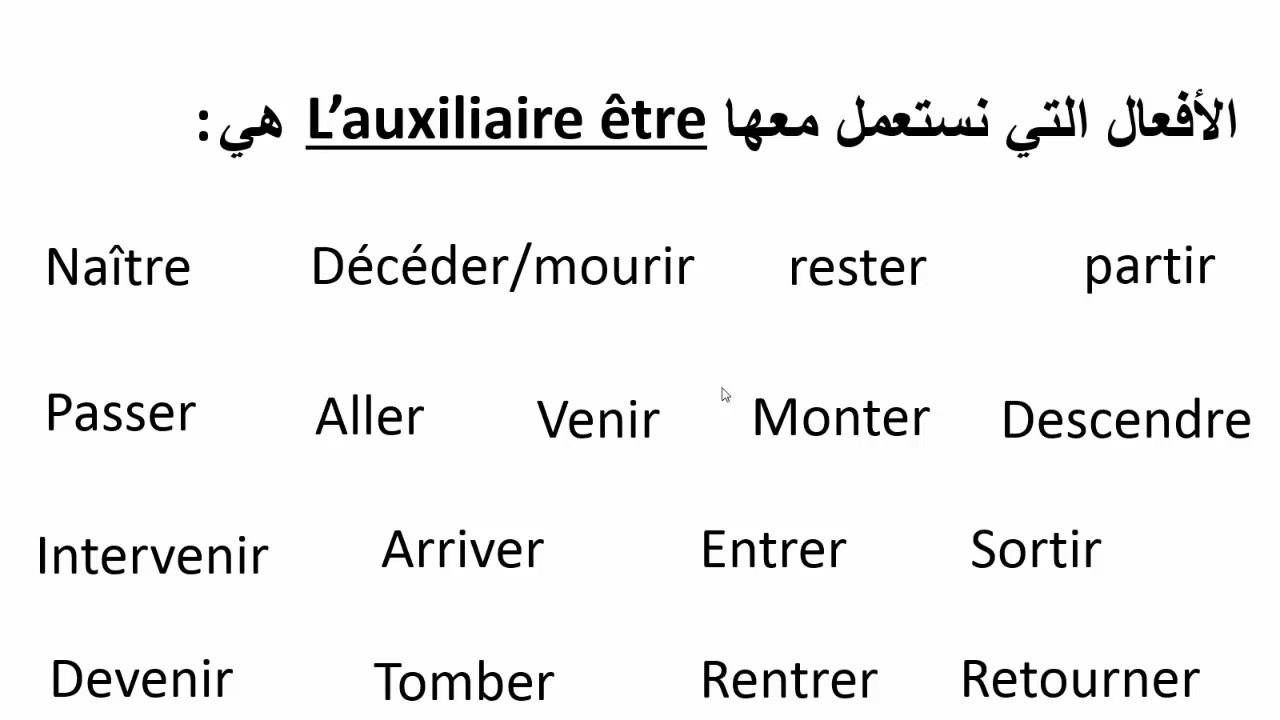 الأفعال التي نستعمل معها L’auxiliaire être هي :
Naître Décéder/mourir rester partir
Passer Aller Venir Monter Descendre
Intervenir Arriver Entrer Sortir
Devenir Tomber Rentrer Retourner